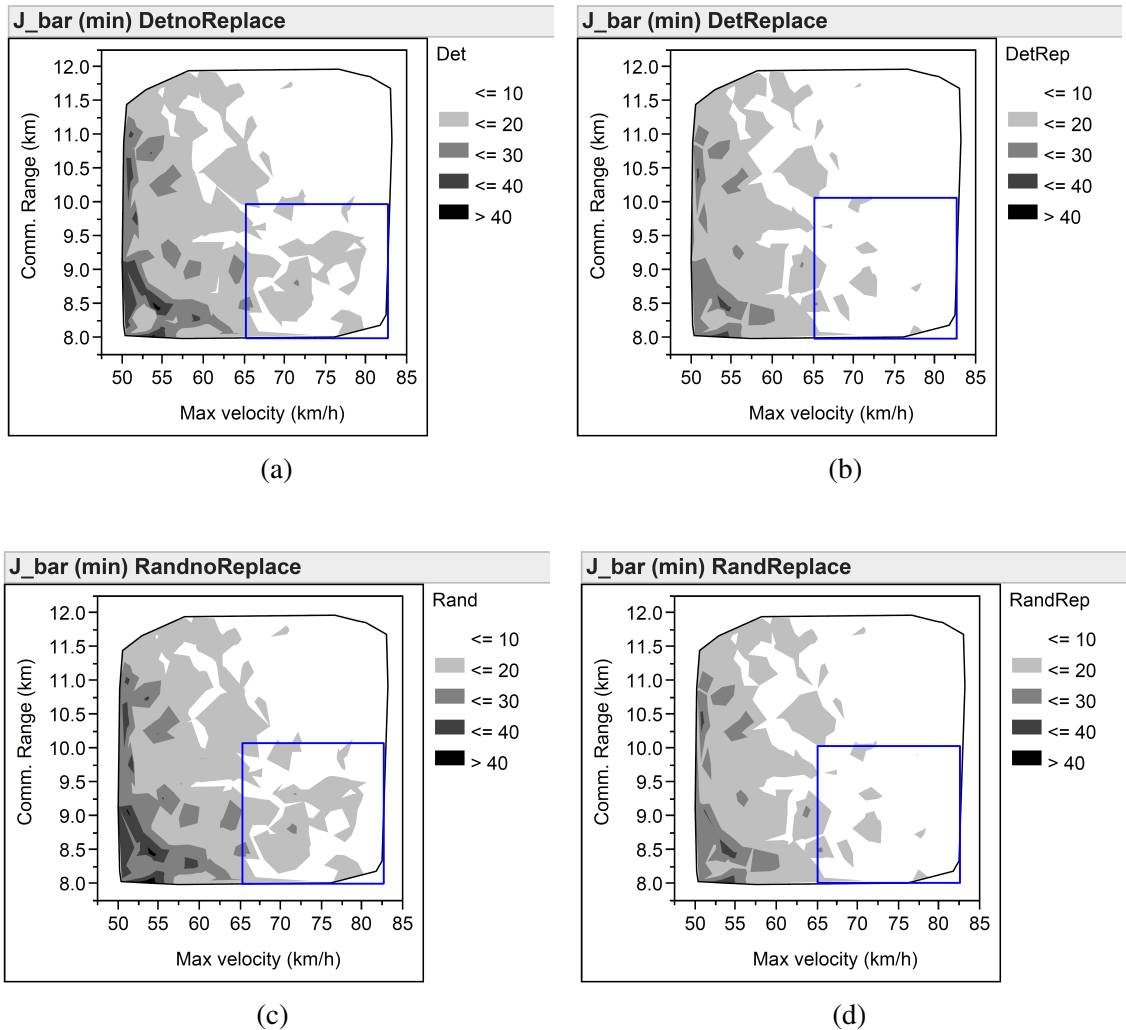 J_bar (min) DetnoReplace
Det
<= 10
<= 20
<= 30
<= 40
> 40
12.0
11.5
11.0
10.5
10.0
9.5
9.0
8.5
8.0
Comm. Range (km)
50 55 60 65 70 75 80 85
Max velocity (km/h)
(a)
J_bar (min) DetReplace
DetRep
<= 10
<= 20
<= 30
<= 40
> 40
12.0
11.5
11.0
10.5
10.0
9.5
9.0
8.5
8.0
Comm. Range (km)
50 55 60 65 70 75 80 85
Max velocity (km/h)
(b)
J_bar (min) RandnoReplace
Rand
<= 10
<= 20
<= 30
<= 40
> 40
12.0
11.5
11.0
10.5
10.0
9.5
9.0
8.5
8.0
Comm. Range (km)
50 55 60 65 70 75 80 85
Max velocity (km/h)
(c)
J_bar (min) RandReplace
RandRep
<= 10
<= 20
<= 30
<= 40
> 40
12.0
11.5
11.0
10.5
10.0
9.5
9.0
8.5
8.0
Comm. Range (km)
50 55 60 65 70 75 80 85
Max velocity (km/h)
(d)